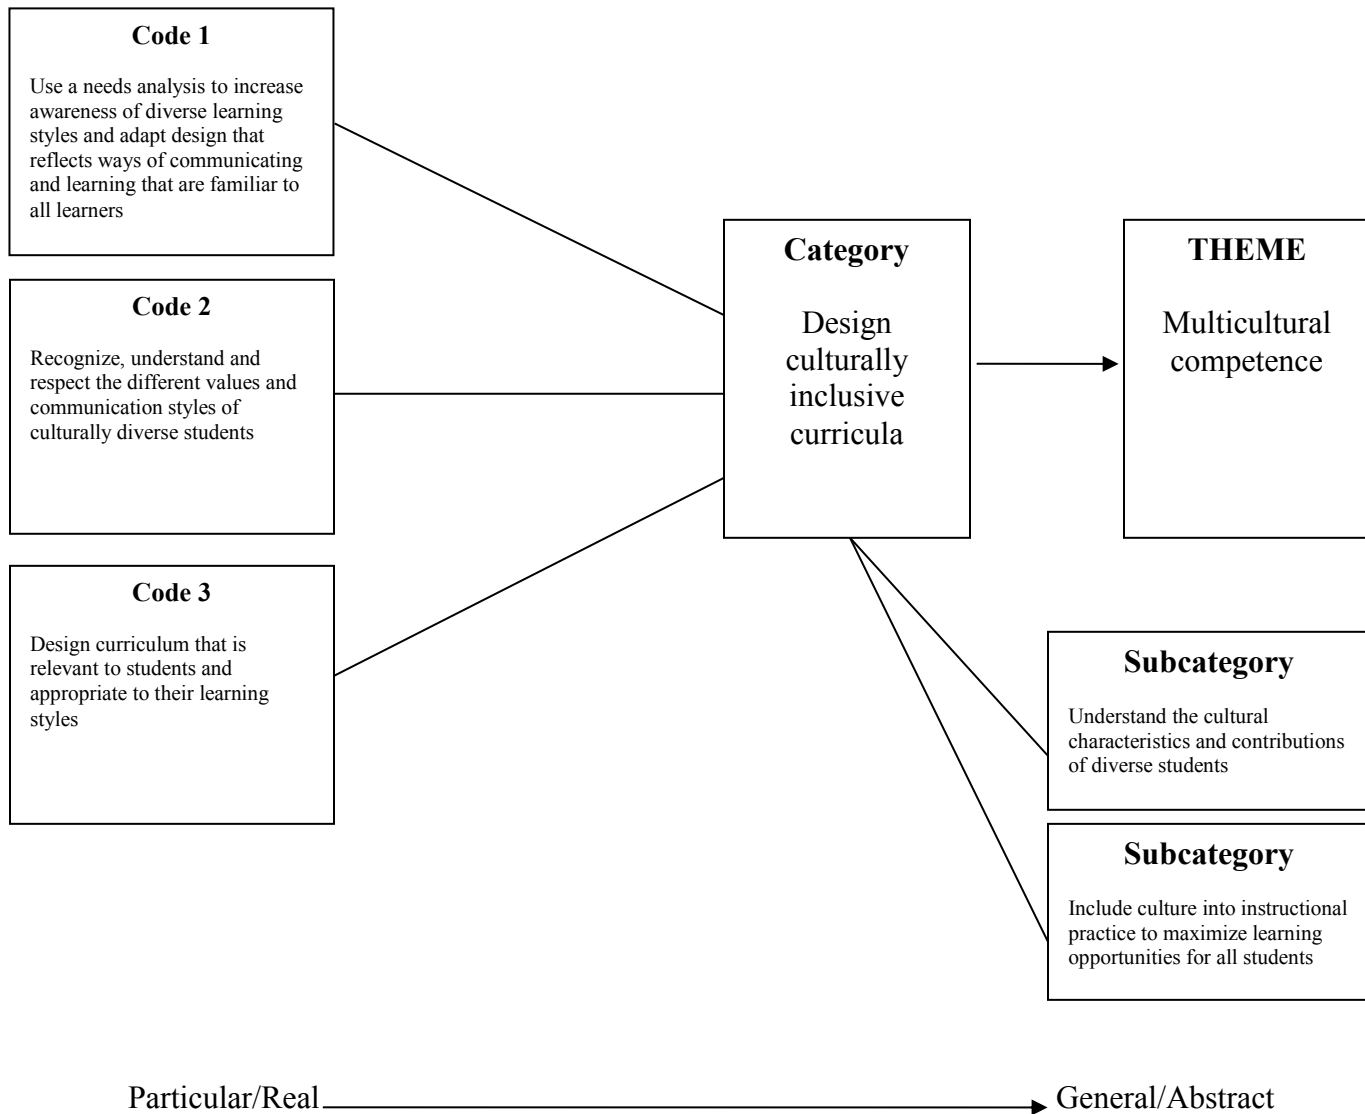 Code 1
Use a needs analysis to increase
awareness of diverse learning
styles and adapt design that
reflects ways of communicating
and learning that are familiar to
all learners
Code 2
Recognize, understand and
respect the different values and
communication styles of
culturally diverse students
Code 3
Design curriculum that is
relevant to students and
appropriate to their learning
styles
Category
Design
culturally
inclusive
curricula
THEME
Multicultural
competence
Subcategory
Understand the cultural
characteristics and contributions
of diverse students
Subcategory
Include culture into instructional
practice to maximize learning
opportunities for all students
Particular/Real
General/Abstract